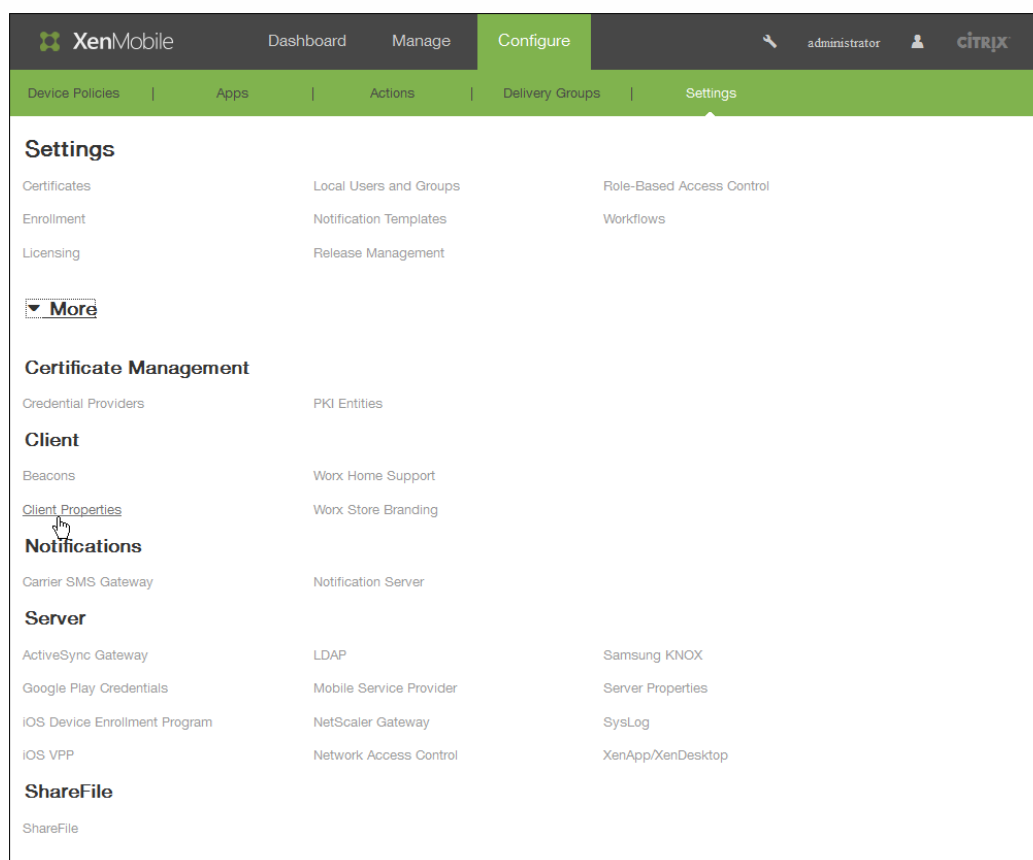 XenMobile Dashboard Manage Configure administrator CITRIX
Device Policies | Apps | Actions | Delivery Groups | Settings
Settings
Certificates Local Users and Groups Role-Based Access Control
Enrollment Notification Templates Workflows
Licensing Release Management
More
Certificate Management
Credential Providers PKI Entities
Client
Beacons Worx Home Support
Client Properties Worx Store Branding
Notifications
Carrier SMS Gateway Notification Server
Server
ActiveSync Gateway LDAP Samsung KNOX
Google Play Credentials Mobile Service Provider Server Properties
iOS Device Enrollment Program NetScaler Gateway SysLog
iOS VPP Network Access Control XenApp/XenDesktop
ShareFile
ShareFile